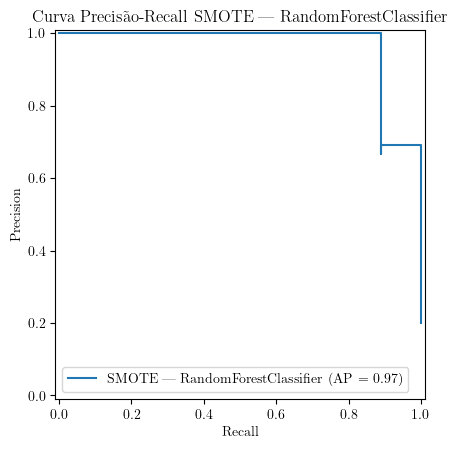 Curva Precisão-Recall SMOTE — RandomForestClassifier
1.0
0.8
0.6
0.4
0.2
0.0
Precision
SMOTE — RandomForestClassifier (AP = 0.97)
0.0 0.2 0.4 0.6 0.8 1.0
Recall